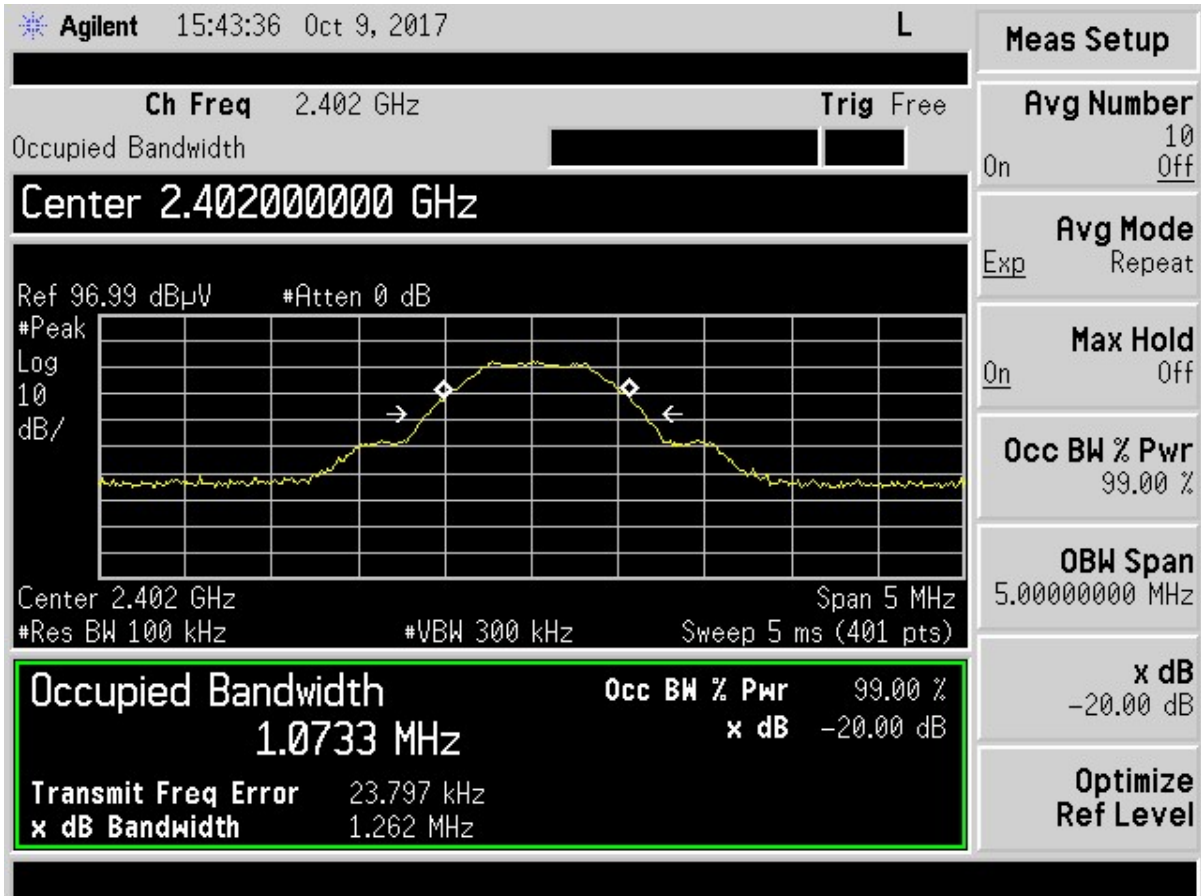 Agilent 15:43:36 Oct 9, 2017 L
Ch Freq 2.402 GHz Trig Free
Occupied Bandwidth
Center 2.402000000 GHz
Ref 96.99 dBµV #Atten 0 dB
#Peak
Log
10
dB/
Center 2.402 GHz Span 5 MHz
#Res BW 100 kHz #VBW 300 kHz Sweep 5 ms (401 pts)
Occupied Bandwidth Occ BW % Pwr 99.00 %
1.0733 MHz x dB -20.00 dB
Transmit Freq Error 23.797 kHz
x dB Bandwidth 1.262 MHz
Meas Setup
Avg Number
10
On Off
Avg Mode
Exp Repeat
Max Hold
On Off
Occ BW % Pwr
99.00 %
OBW Span
5.00000000 MHz
x dB
-20.00 dB
Optimize
Ref Level